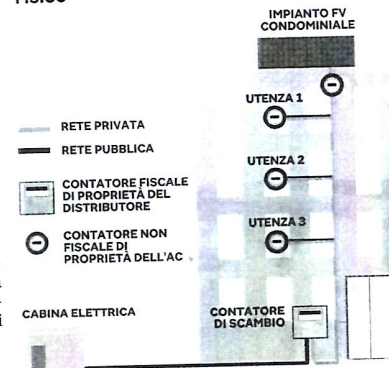 IMPIANTO FV
CONDOMINIALE
UTENZA 1
RETE PRIVATA
RETE PUBBLICA
UTENZA 2
CONTATORE FISCALE
DI PROPRIETÀ DEL
DISTRIBUTORE
UTENZA 3
CONTATORE NON
FISCALE DI
PROPRIETÀ DELL'AC
CABINA ELETTRICA
CONTATORE
DI SCAMBIO